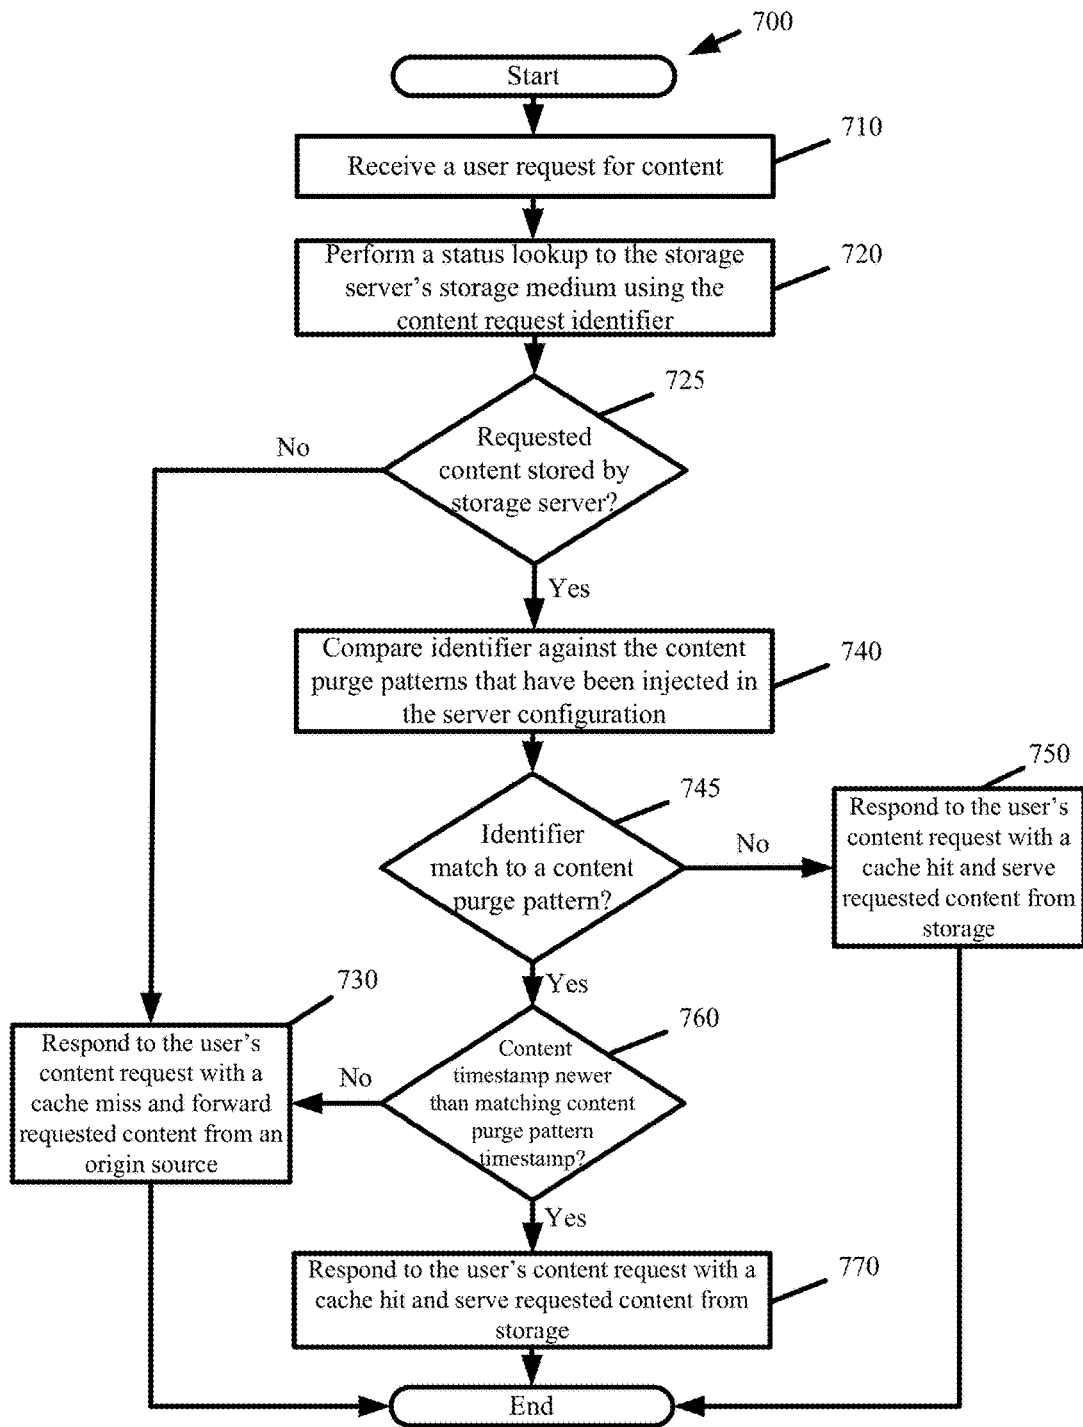 700
Start
710
Receive a user request for content
720
Perform a status lookup to the storage
server's storage medium using the
content request identifier
725
Requested
content stored by
storage server?
No
Yes
Compare identifier against the content
purge patterns that have been injected in
the server configuration
740
745
Identifier
match to a content
purge pattern?
No
750
Respond to the user's
content request with a
cache hit and serve
requested content from
storage
Yes
730
Respond to the user's
content request with a
cache miss and forward
requested content from an
origin source
No
760
Content
timestamp newer
than matching content
purge pattern
timestamp?
Yes
Respond to the user's content request with a
cache hit and serve requested content from
storage
770
End